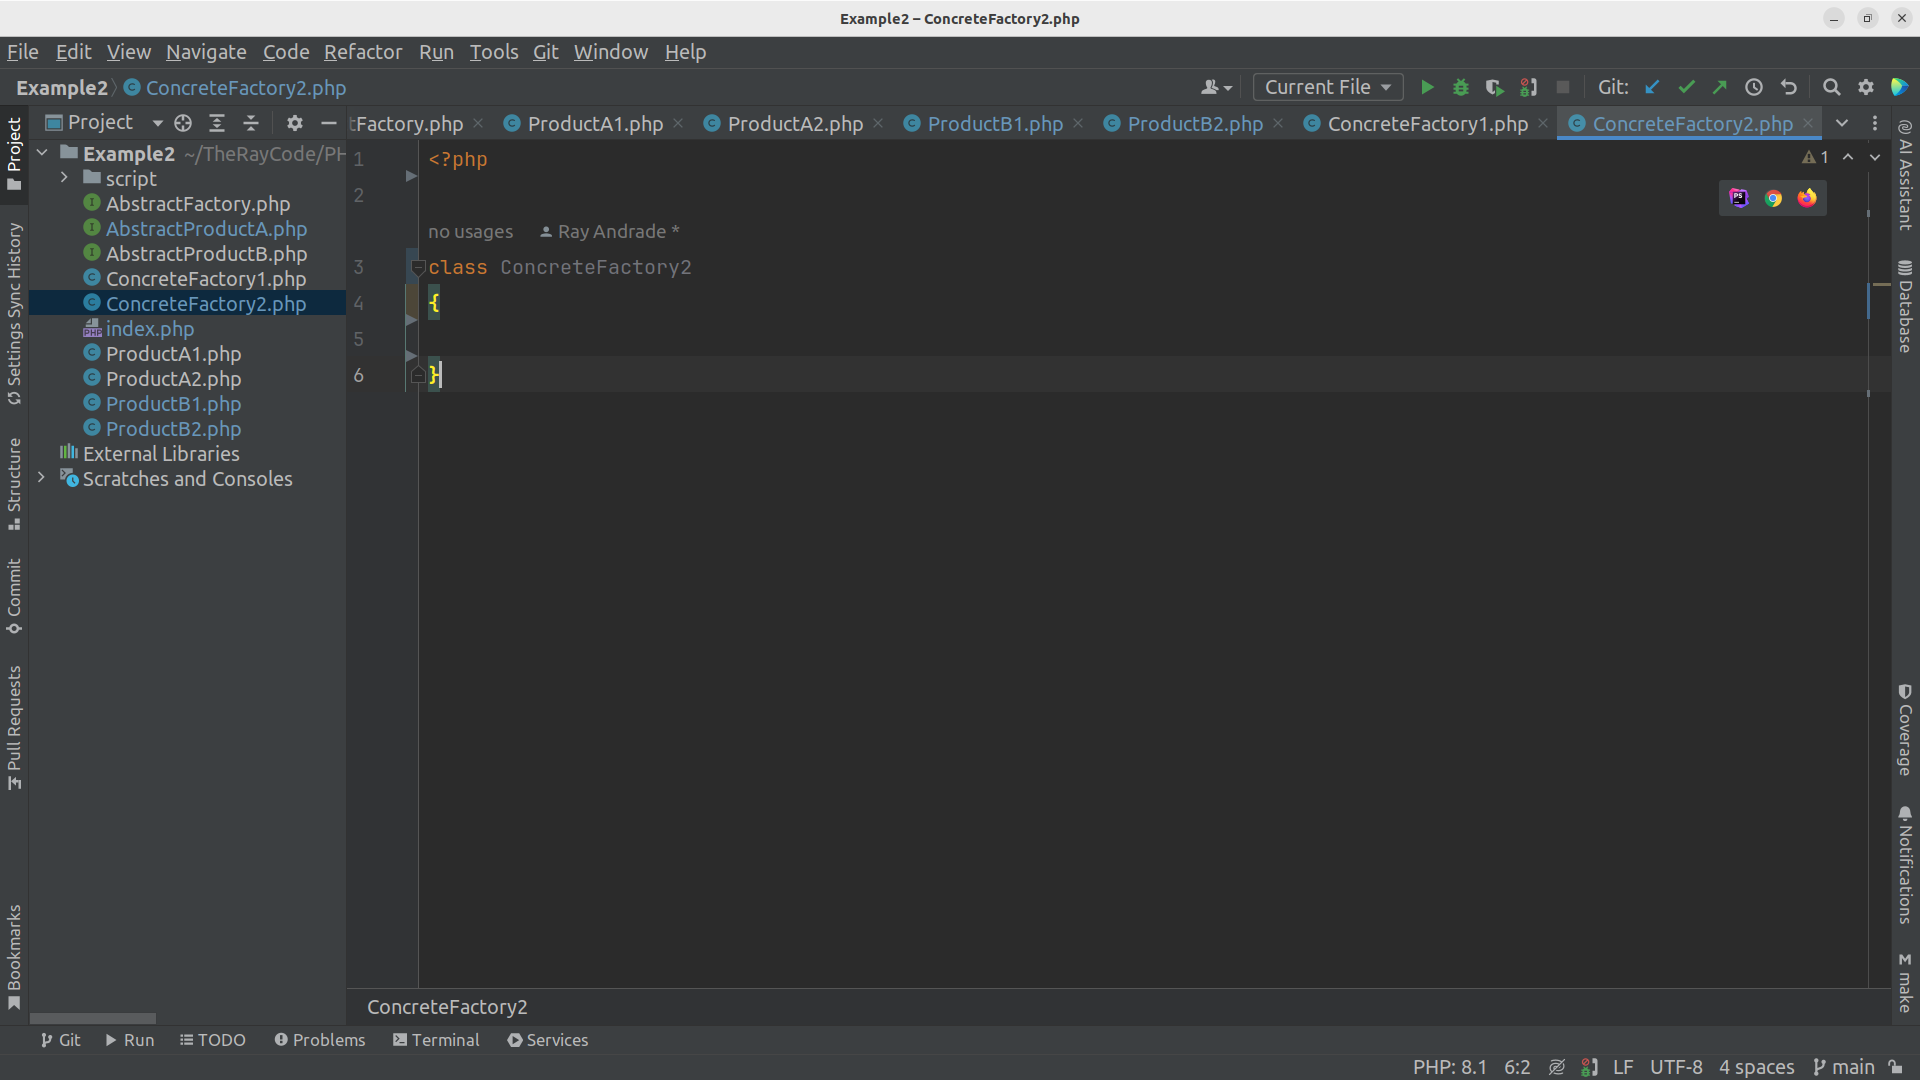 Example2 – ConcreteFactory2.php
File Edit View Navigate Code Refactor Run Tools Git Window Help
Example2 ConcreteFactory2.php
Current File
Git:
Project
tFactory.php ProductA1.php ProductA2.php ProductB1.php ProductB2.php ConcreteFactory1.php ConcreteFactory2.php
Example2 ~/TheRayCode/PH
script
AbstractFactory.php
AbstractProductA.php
AbstractProductB.php
ConcreteFactory1.php
ConcreteFactory2.php
index.php
ProductA1.php
ProductA2.php
ProductB1.php
ProductB2.php
External Libraries
Scratches and Consoles
1 <?php
1
2
no usages Ray Andrade *
3 class ConcreteFactory2
4 {
5
6 }
ConcreteFactory2
Project
Settings Sync History
Structure
Commit
Pull Requests
Bookmarks
AI Assistant
Database
Coverage
Notifications
make
Git Run TODO Problems Terminal Services
PHP: 8.1 6:2 LF UTF-8 4 spaces main